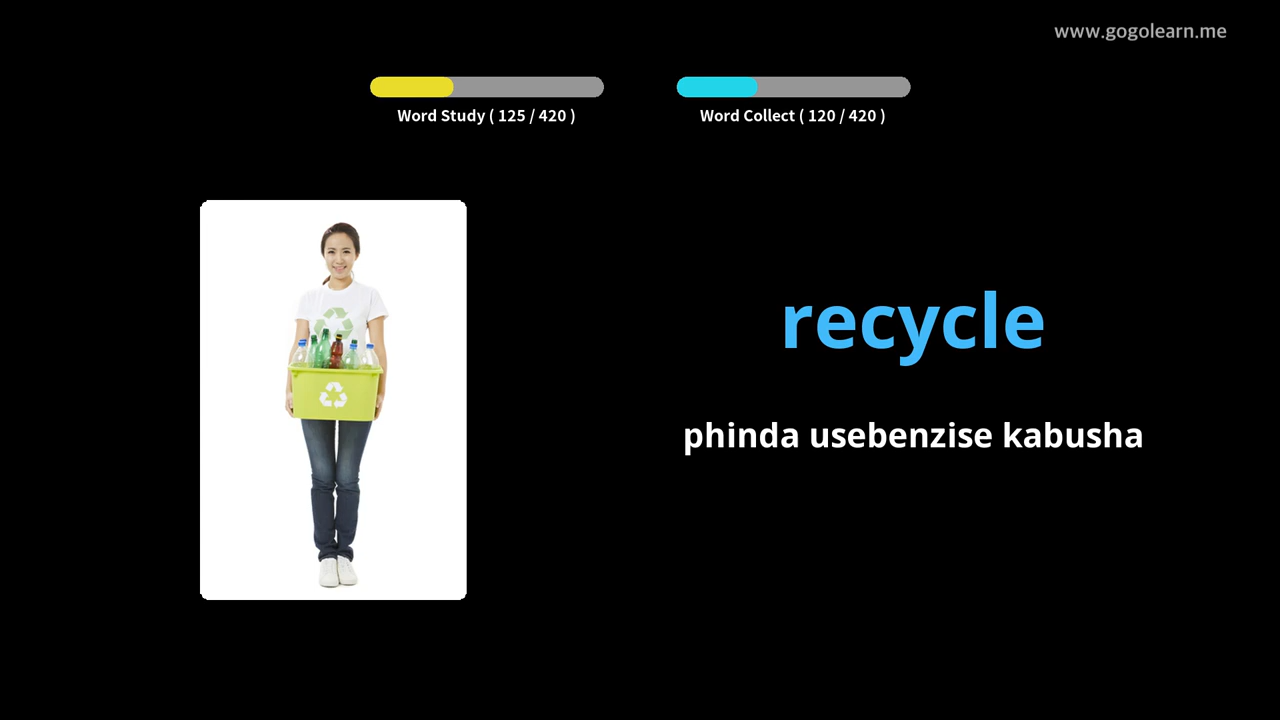 www.gogolearn.me
Word Study ( 125 / 420 )
Word Collect ( 120 / 420 )
recycle
phinda usebenzise kabusha